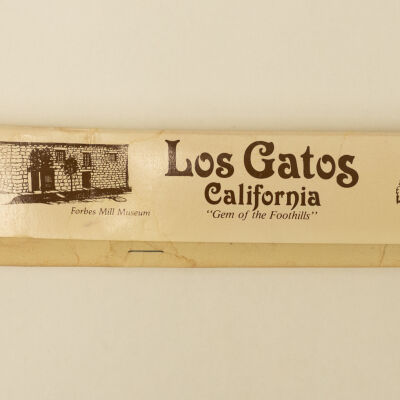 Los Gatos
California
"Gem of the Foothills"
Forbes Mill Museum